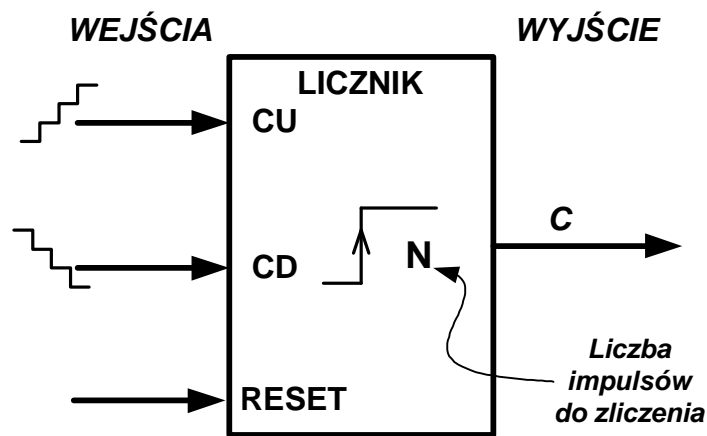 WEJŚCIA
WYJŚCIE
LICZNIK
CU
C
CD
N
RESET
Liczba
impulsów
do zliczenia